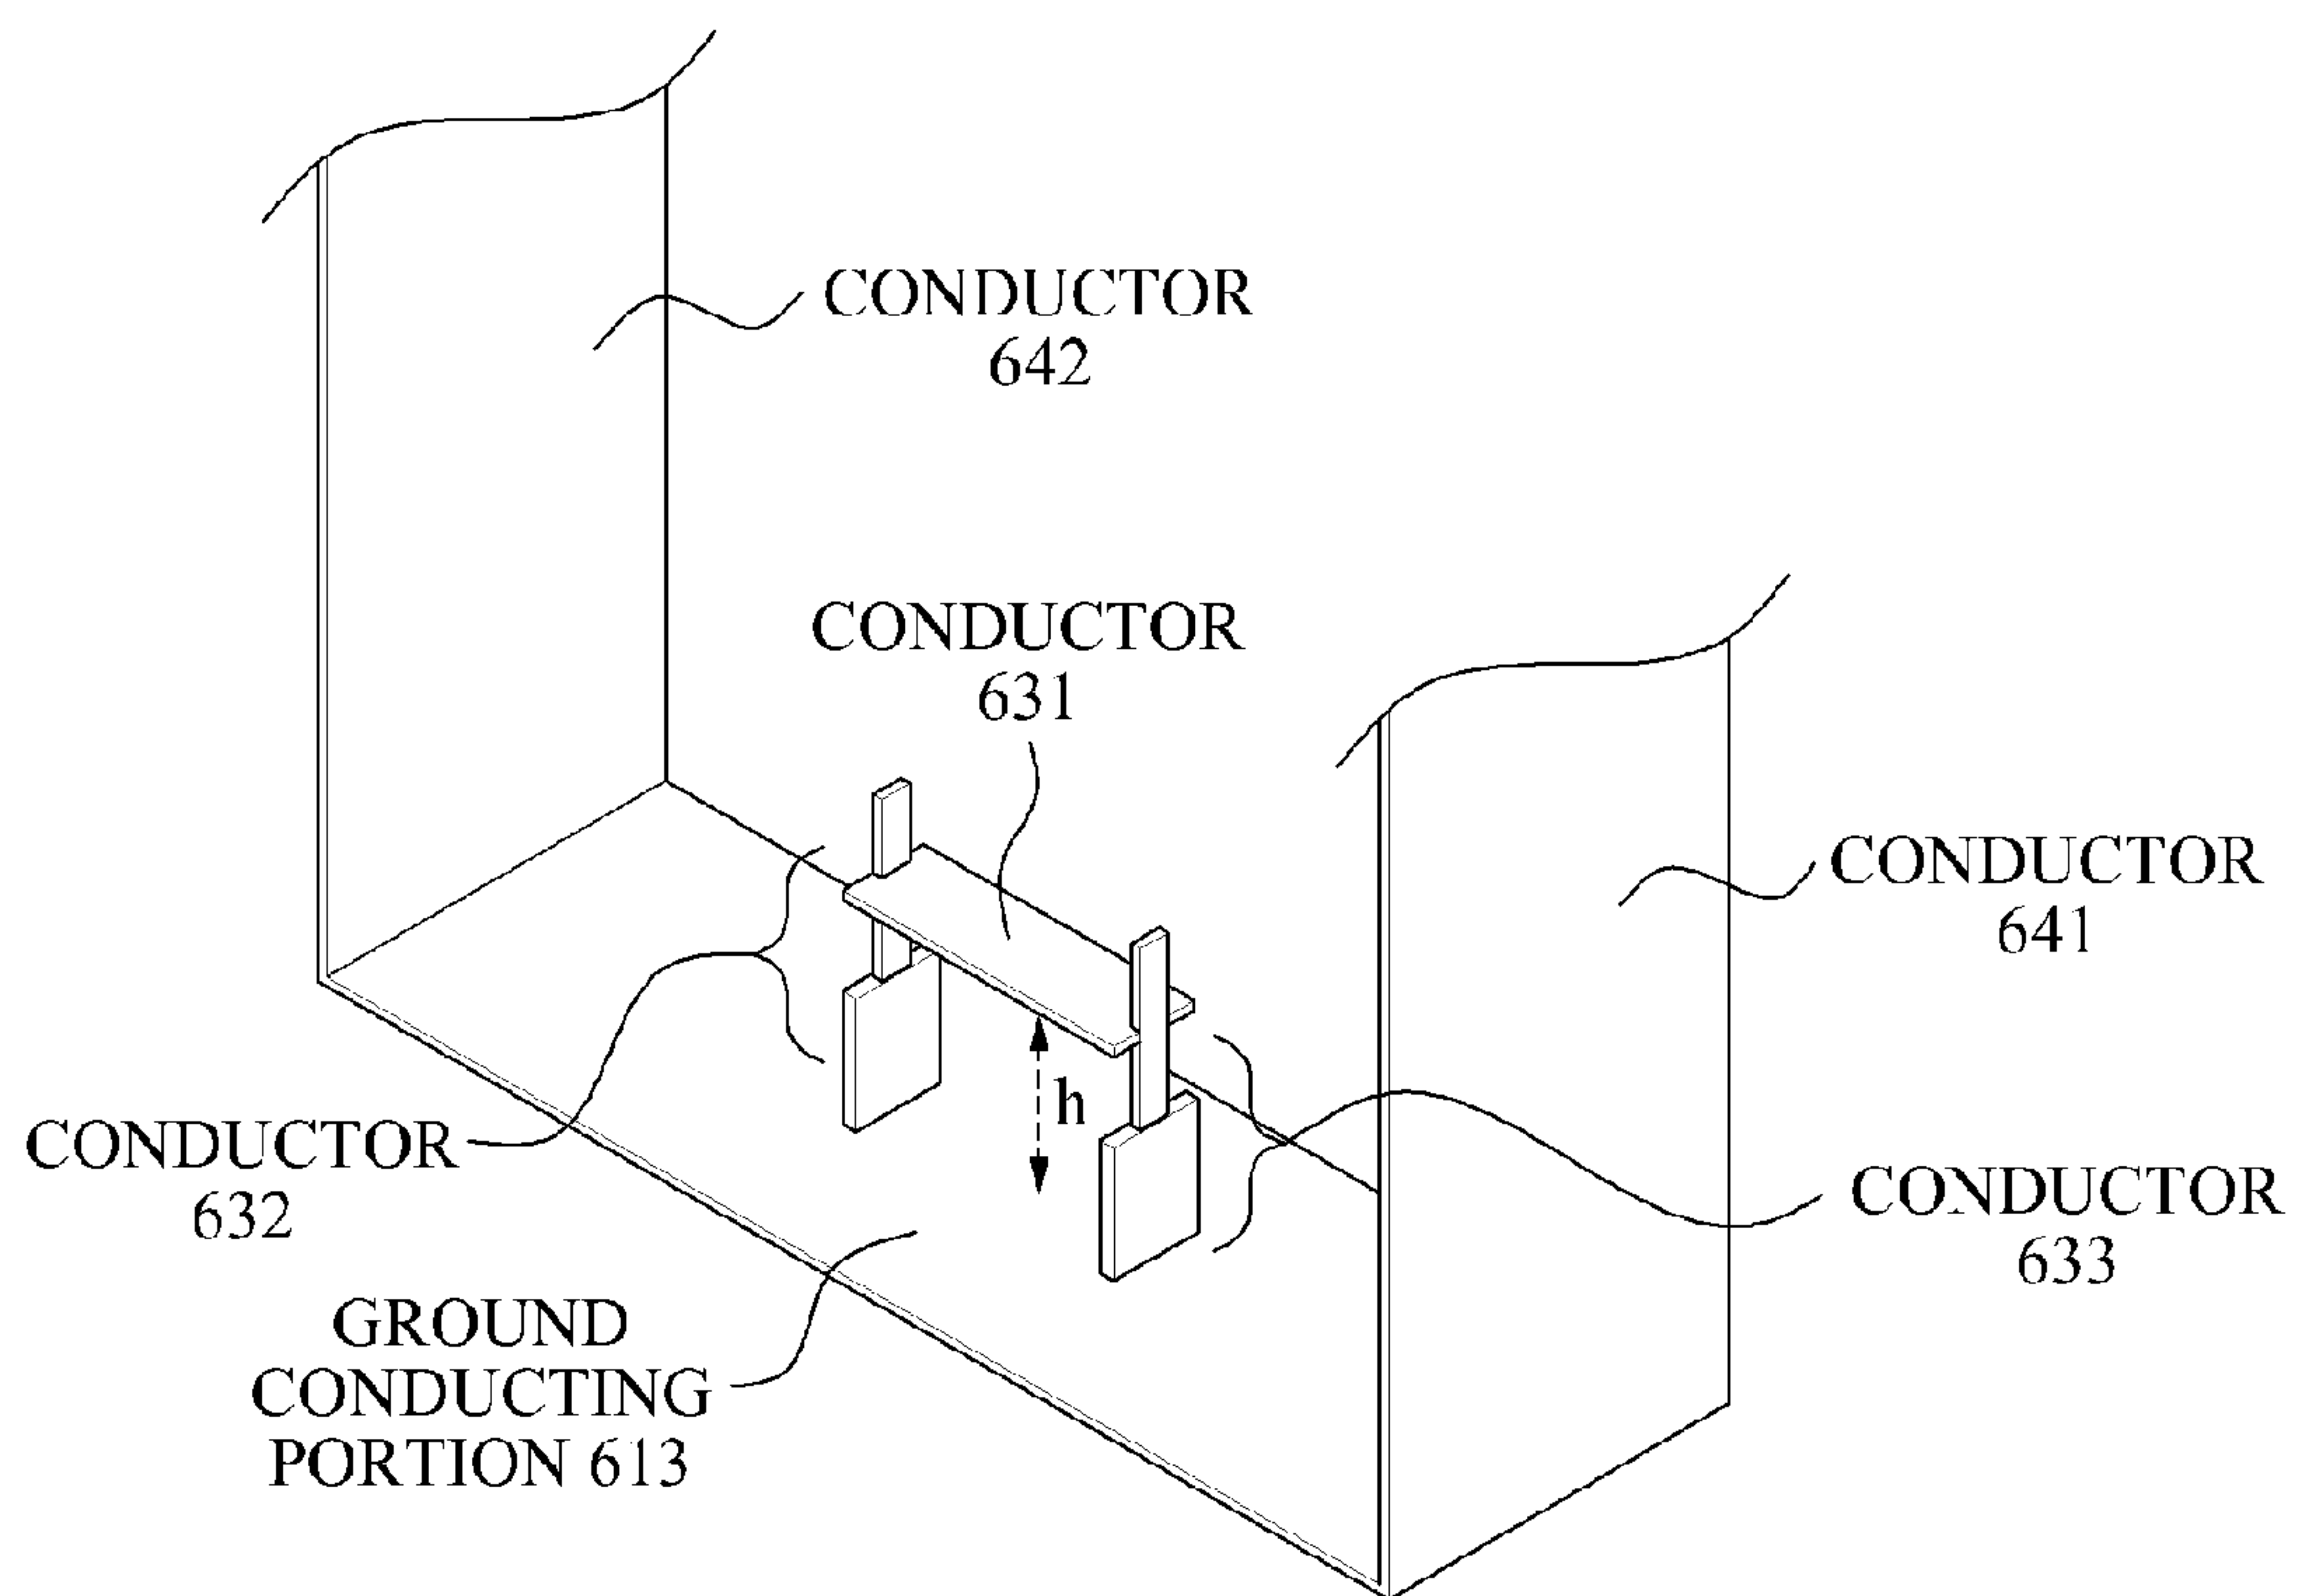 CONDUCTOR
642
CONDUCTOR
631
CONDUCTOR
641
h
CONDUCTOR
632
CONDUCTOR
633
GROUND
CONDUCTING
PORTION 613